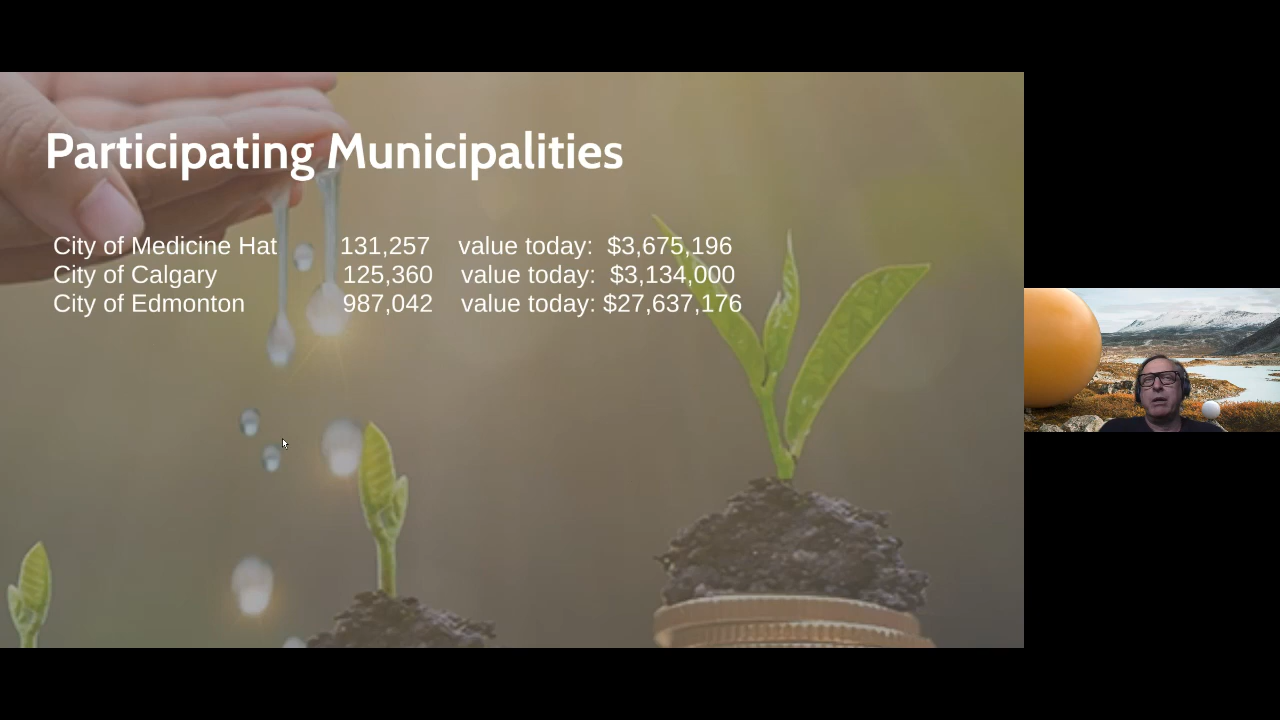 Participating Municipalities
City of Medicine Hat 131,257 value today: $3,675,196
City of Calgary 125,360 value today: $3,134,000
City of Edmonton 987,042 value today: $27,637,176